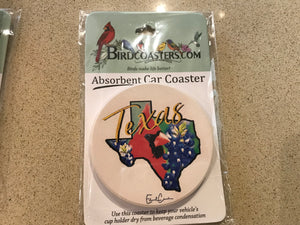 BIRDCOASTERS.COM
Birds make life better!
Absorbent Car Coaster
Texas
Use this coaster to keep your vehicle's
cup holder dry from beverage condensation